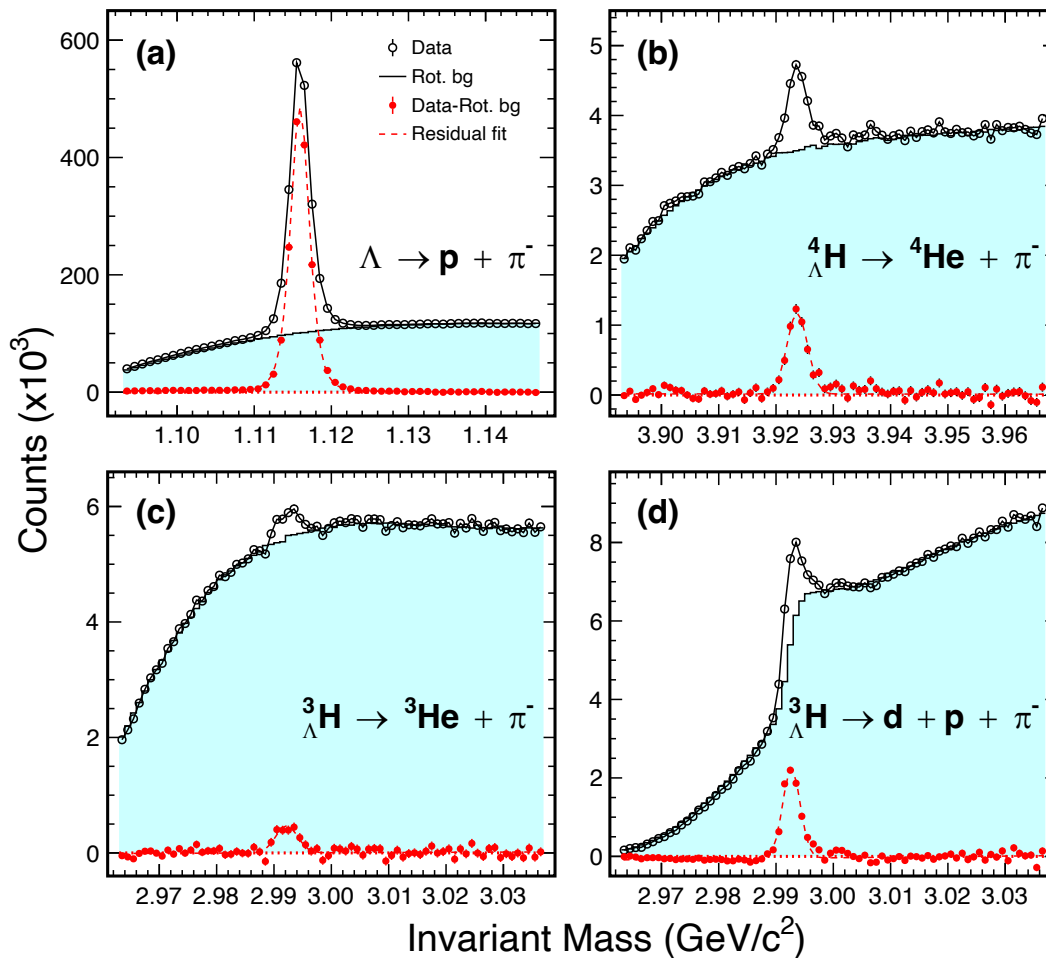 Counts (x10³)
(a)
Data
Rot. bg
Data-Rot. bg
Residual fit
Λ → p + π⁻
600
400
200
0
1.10 1.11 1.12 1.13 1.14
(b)
⁴ΛH → ⁴He + π⁻
5
4
3
2
1
0
3.90 3.91 3.92 3.93 3.94 3.95 3.96
(c)
³ΛH → ³He + π⁻
6
4
2
0
2.97 2.98 2.99 3.00 3.01 3.02 3.03
(d)
³ΛH → d + p + π⁻
8
6
4
2
0
2.97 2.98 2.99 3.00 3.01 3.02 3.03
Invariant Mass (GeV/c²)